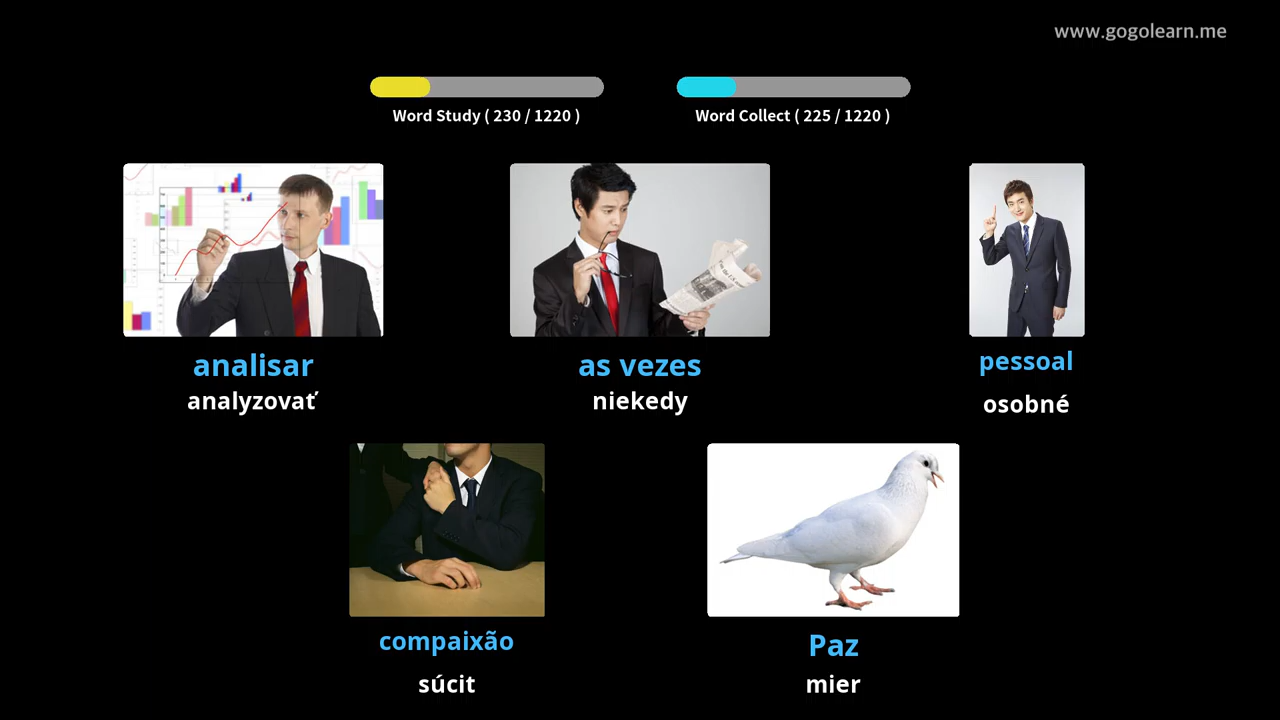 www.gogolearn.me
Word Study ( 230 / 1220 )
Word Collect ( 225 / 1220 )
analisar
analyzovať
as vezes
niekedy
pessoal
osobné
compaixão
súcit
Paz
mier